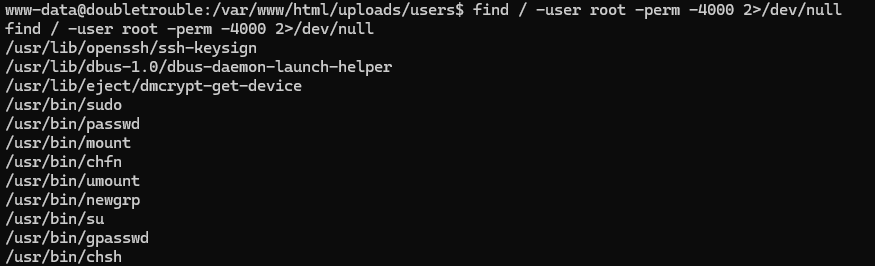 www-data@doubletrouble:/var/www/html/uploads/users$ find / -user root -perm -4000 2>/dev/null
find / -user root -perm -4000 2>/dev/null
/usr/lib/openssh/ssh-keysign
/usr/lib/dbus-1.0/dbus-daemon-launch-helper
/usr/lib/eject/dmcrypt-get-device
/usr/bin/sudo
/usr/bin/passwd
/usr/bin/mount
/usr/bin/chfn
/usr/bin/umount
/usr/bin/newgrp
/usr/bin/su
/usr/bin/gpasswd
/usr/bin/chsh